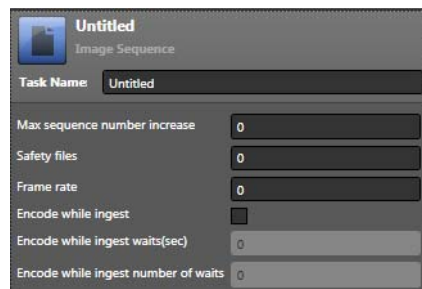 Untitled
Image Sequence
Task Name: Untitled
Max sequence number increase 0
Safety files 0
Frame rate 0
Encode while ingest
Encode while ingest waits(sec) 0
Encode while ingest number of waits 0